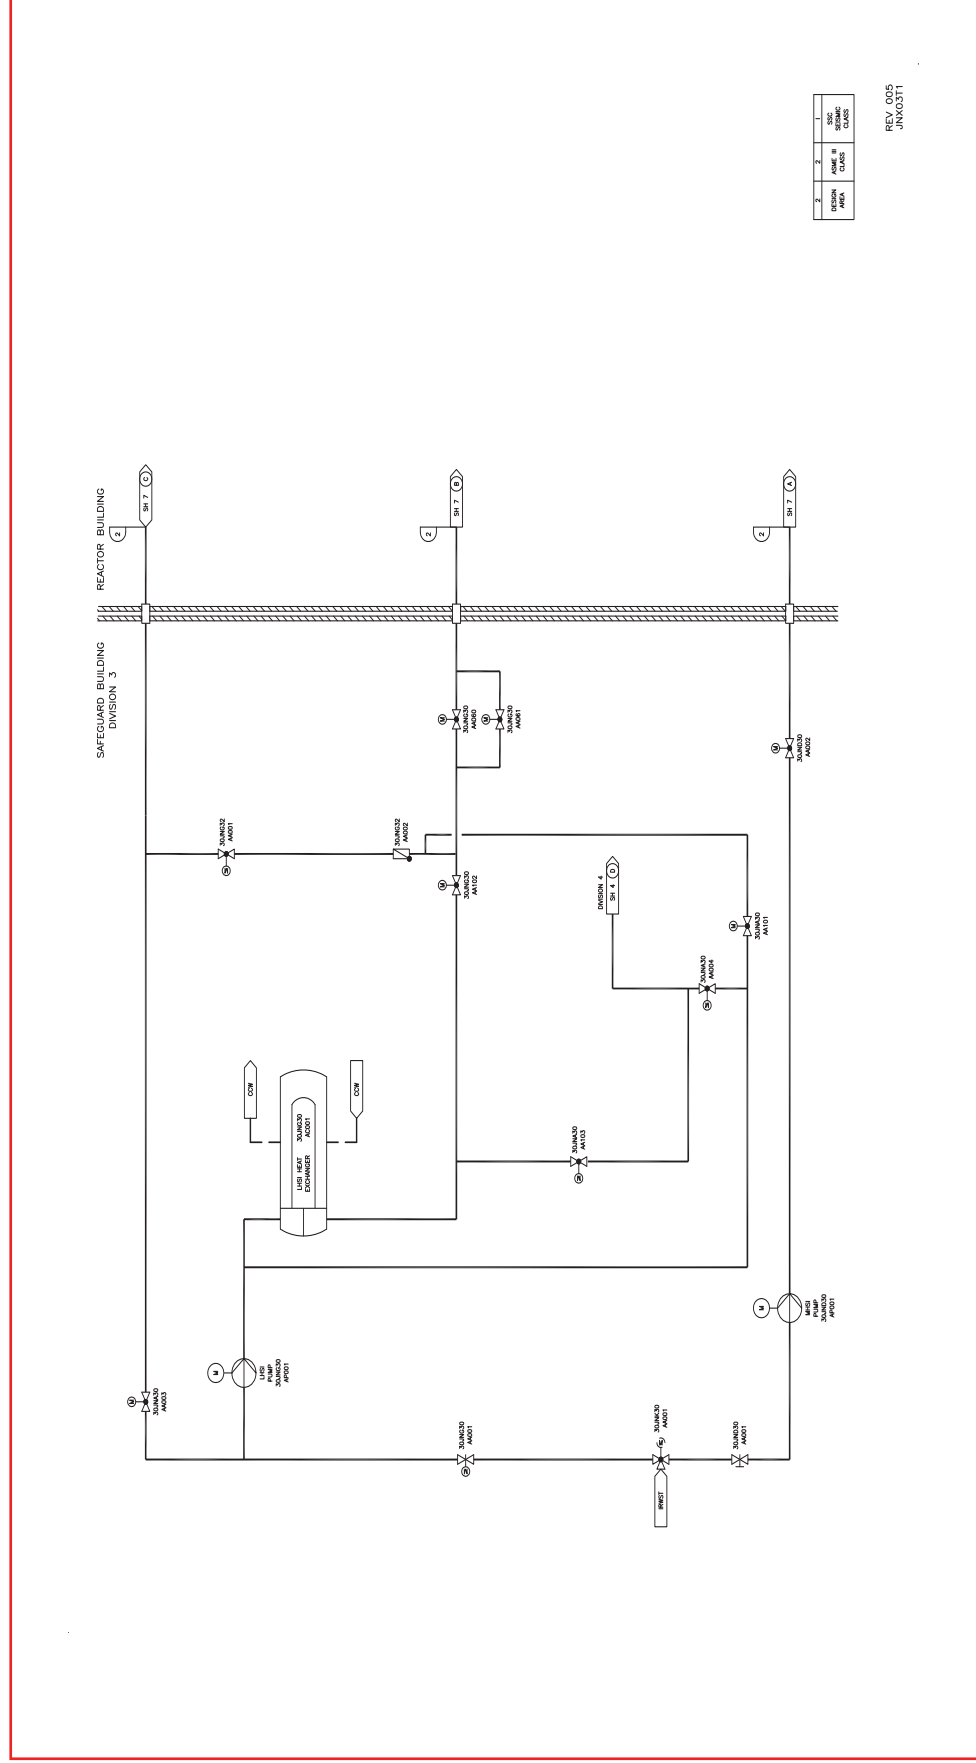 SAFEGUARD BUILDING
DIVISION 3
REACTOR BUILDING
2
M
30JNA30
AA003
SH 7
C
M
LHSI
PUMP
30JNG30
AP001
M
30JNG32
AA001
CCW
LHSI HEAT
EXCHANGER
30JNG30
AC001
CCW
30JNG32
AA002
2
M
30JNG30
AA001
M
30JNG30
AA102
M
30JNG30
AA060
SH 7
B
M
30JNG30
AA061
M
30JNA30
AA103
DIVISION 4
SH 4
D
IRWST
30JNK30
AA001
M
30JNA30
AA004
30JND30
AA001
M
30JNA30
AA101
2
M
MHSI
PUMP
30JND30
AP001
M
30JND30
AA002
SH 7
A
2
2
I
DESIGN
AREA
ASME III
CLASS
SSC
SEISMIC
CLASS
REV 005
JNX03T1